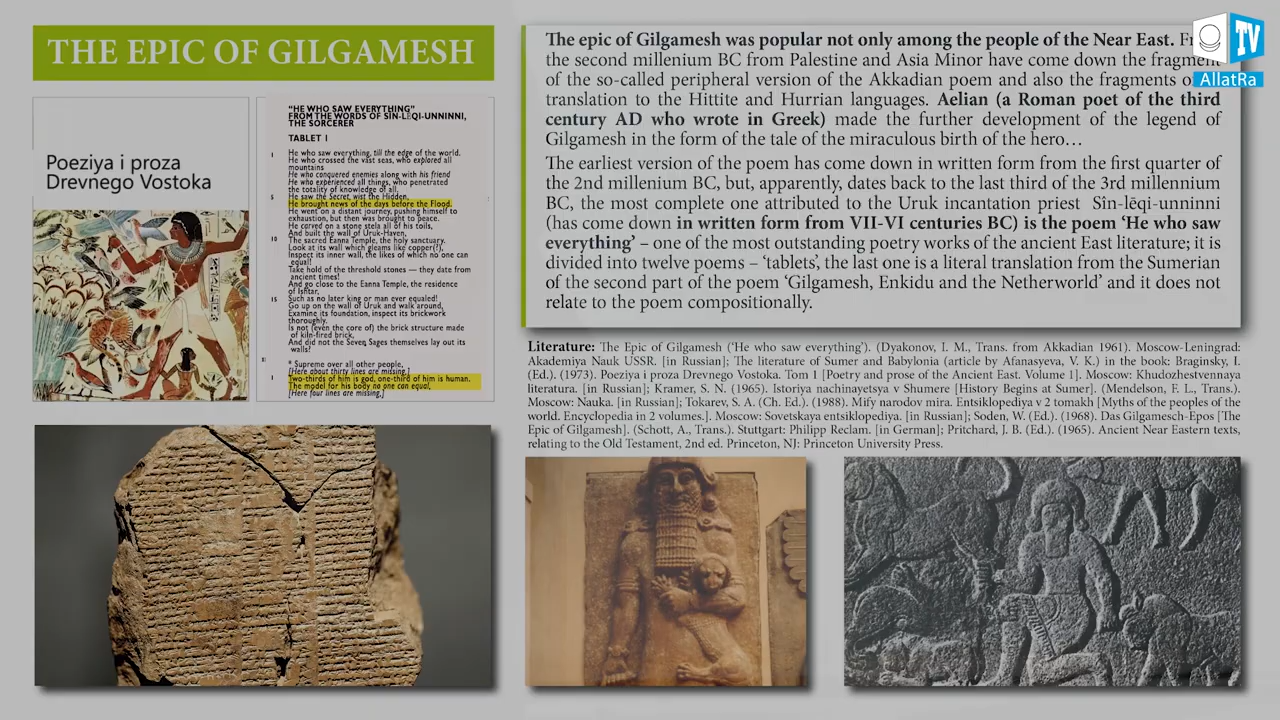 THE EPIC OF GILGAMESH
Poeziya i proza
Drevnego Vostoka
“HE WHO SAW EVERYTHING”
FROM THE WORDS OF SIN-LEQI-UNNINNI,
THE SORCERER
TABLET I
1 He who saw everything, till the edge of the world.
He who crossed the vast seas, who explored all
mountains
He who conquered enemies along with his friend
He who experienced all things, who penetrated
the totality of knowledge of all.
5 He saw the Secret, wist the Hidden,
He brought news of the days before the Flood.
He went on a distant journey, pushing himself to
exhaustion, but then was brought to peace.
He carved on a stone stela all of his toils,
And built the wall of Uruk-Haven,
10 The sacred Eanna Temple, the holy sanctuary.
Look at its wall which gleams like copper(?),
Inspect its inner wall, the likes of which no one can
equal!
Take hold of the threshold stones — they date from
ancient times!
And go close to the Eanna Temple, the residence
of Ishtar,
15 Such as no later king or man ever equaled!
Go up on the wall of Uruk and walk around,
Examine its foundation, inspect its brickwork
thoroughly.
Is not (even the core of) the brick structure made
of kiln-fired brick,
And did not the Seven Sages themselves lay out its
walls?
II
* Supreme over all other people,
[Here about thirty lines are missing.]
1 Two-thirds of him is god, one-third of him is human.
The model for his body no one can equal,
[Here four lines are missing.]
The epic of Gilgamesh was popular not only among the people of the Near East.
the second millenium BC from Palestine and Asia Minor have come down the fragment
of the so-called peripheral version of the Akkadian poem and also the fragments
translation to the Hittite and Hurrian languages. Aelian (a Roman poet of the third
century AD who wrote in Greek) made the further development of the legend of
Gilgamesh in the form of the tale of the miraculous birth of the hero…
The earliest version of the poem has come down in written form from the first quarter of
the 2nd millenium BC, but, apparently, dates back to the last third of the 3rd millennium
BC, the most complete one attributed to the Uruk incantation priest Sîn-lēqi-unninni
(has come down in written form from VII-VI centuries BC) is the poem ‘He who saw
everything’ – one of the most outstanding poetry works of the ancient East literature; it is
divided into twelve poems – ‘tablets’, the last one is a literal translation from the Sumerian
of the second part of the poem ‘Gilgamesh, Enkidu and the Netherworld’ and it does not
relate to the poem compositionally.
TV
AllatRa
Literature: The Epic of Gilgamesh (‘He who saw everything’). (Dyakonov, I. M., Trans. from Akkadian 1961). Moscow-Leningrad:
Akademiya Nauk USSR. [in Russian]; The literature of Sumer and Babylonia (article by Afanasyeva, V. K.) in the book: Braginsky, I.
(Ed.). (1973). Poeziya i proza Drevnego Vostoka. Tom 1 [Poetry and prose of the Ancient East. Volume 1]. Moscow: Khudozhestvennaya
literatura. [in Russian]; Kramer, S. N. (1965). Istoriya nachinayetsya v Shumere [History Begins at Sumer]. (Mendelson, F. L., Trans.).
Moscow: Nauka. [in Russian]; Tokarev, S. A. (Ch. Ed.). (1988). Mify narodov mira. Entsiklopediya v 2 tomakh [Myths of the peoples of the
world. Encyclopedia in 2 volumes.]. Moscow: Sovetskaya entsiklopediya. [in Russian]; Soden, W. (Ed.). (1968). Das Gilgamesch-Epos [The
Epic of Gilgamesh]. (Schott, A., Trans.). Stuttgart: Philipp Reclam. [in German]; Pritchard, J. B. (Ed.). (1965). Ancient Near Eastern texts,
relating to the Old Testament, 2nd ed. Princeton, NJ: Princeton University Press.